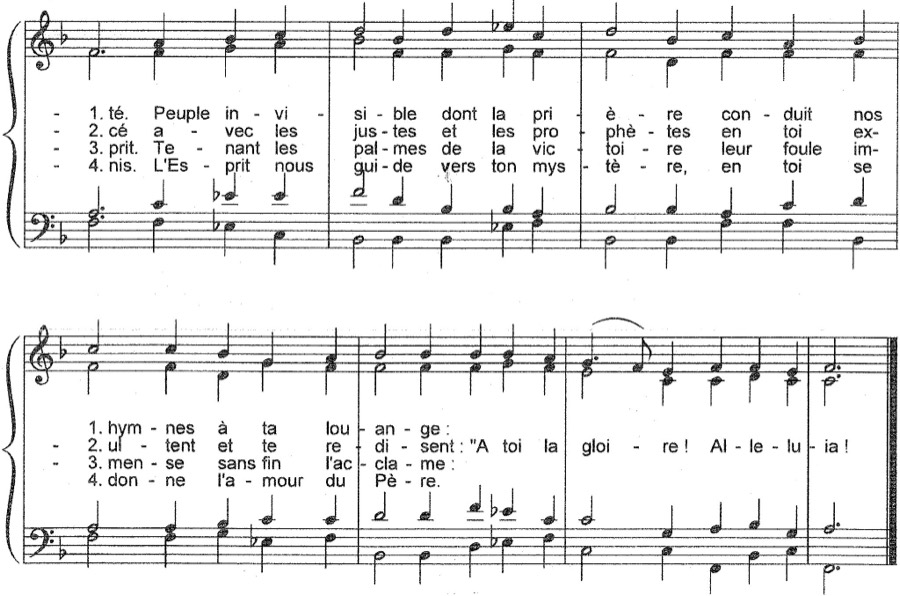 - 1. té. Peuple in - vi - si - ble dont la pri - è - re con - duit nos
- 2. cé a - vec les jus - tes et les pro - phè - tes en toi ex-
- 3. prit. Te - nant les pal - mes de la vic - toi - re leur foule im-
- 4. nis. L'Es - prit nous gui - de vers ton mys - tè - re, en toi se
1. hym - nes à ta lou - an - ge :
- 2. ul - tent et te re - di - sent : "A toi la gloi - re ! Al - le - lu - ia !
- 3. men - se sans fin l'ac - cla - me :
4. don - ne l'a - mour du Pè - re.